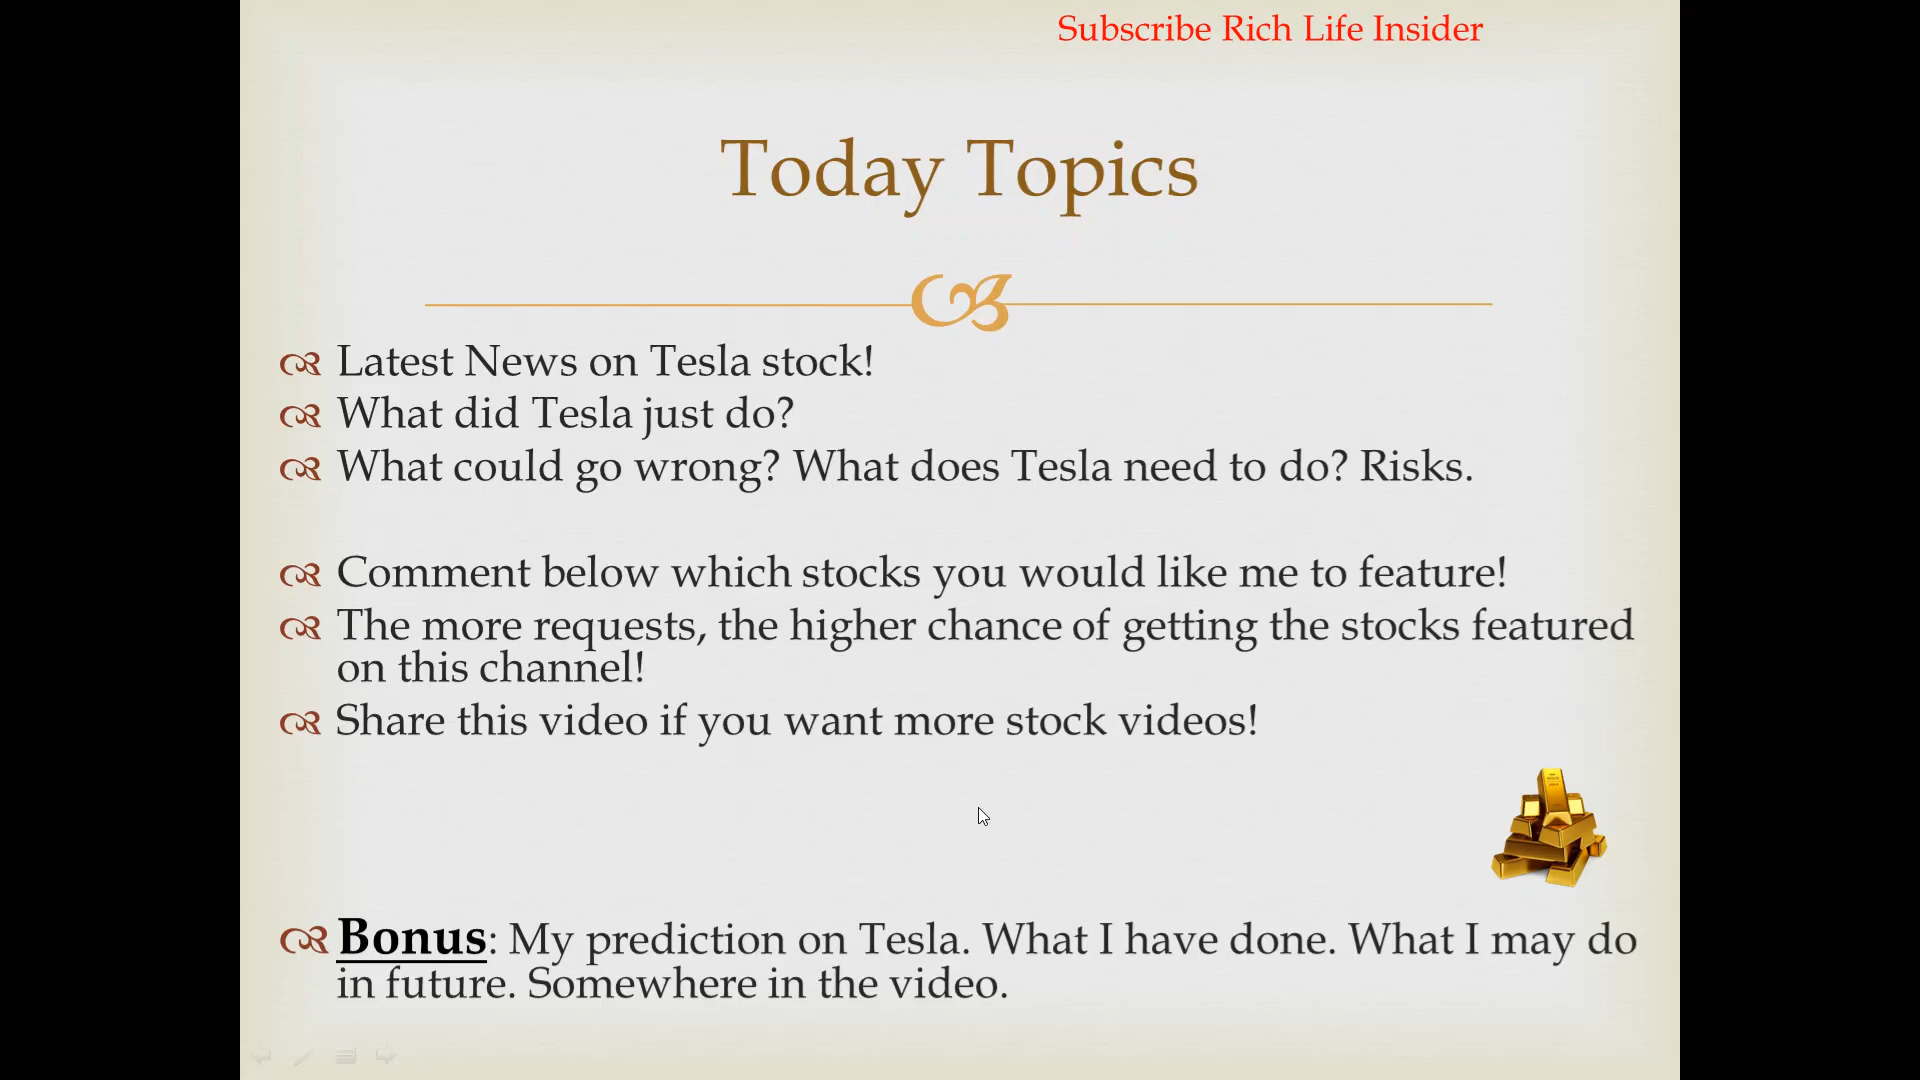 Subscribe Rich Life Insider
Today Topics
Latest News on Tesla stock!
What did Tesla just do?
What could go wrong? What does Tesla need to do? Risks.
Comment below which stocks you would like me to feature!
The more requests, the higher chance of getting the stocks featured
on this channel!
Share this video if you want more stock videos!
Bonus: My prediction on Tesla. What I have done. What I may do
in future. Somewhere in the video.